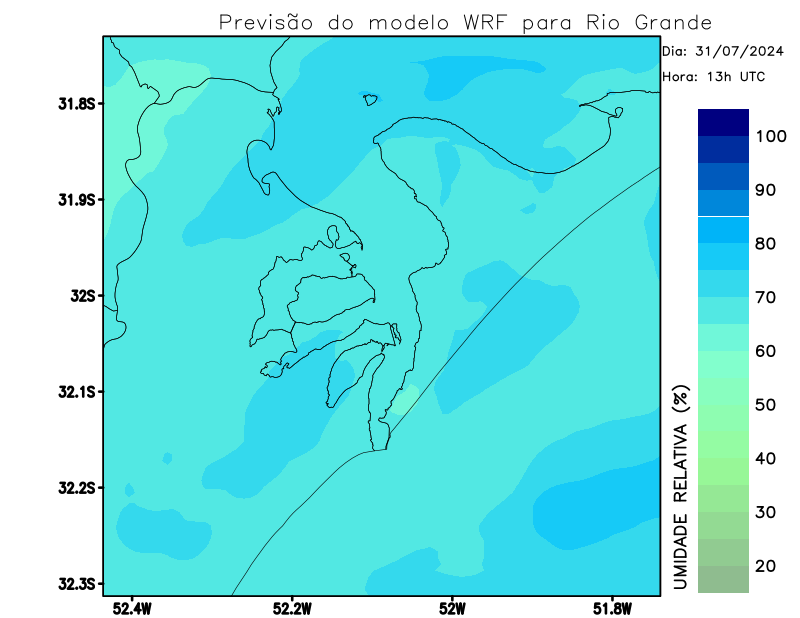 Previsão do modelo WRF para Rio Grande
Dia: 31/07/2024
Hora: 13h UTC
31.8S
31.9S
32S
32.1S
32.2S
32.3S
52.4W
52.2W
52W
51.8W
100
90
80
70
60
50
40
30
20
UMIDADE RELATIVA (%)